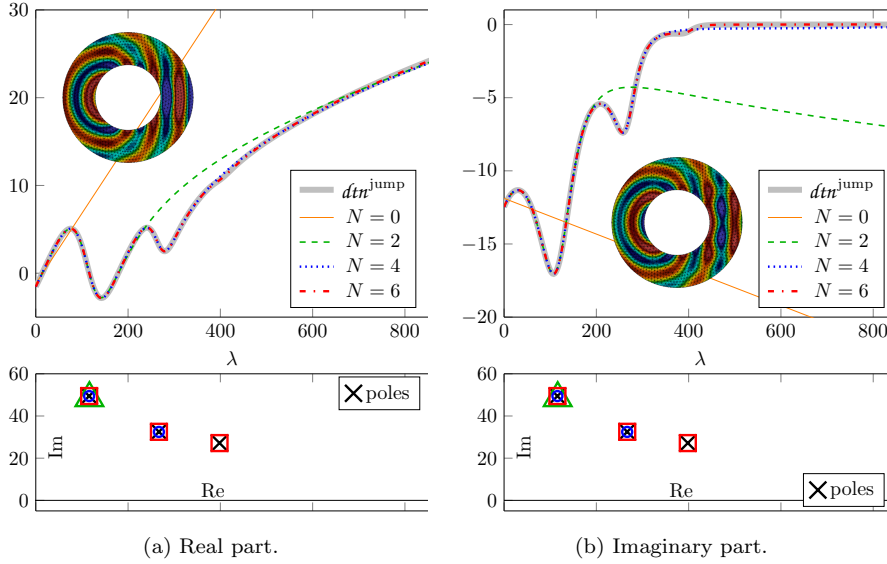 30
20
10
0
dtn^jump
N = 0
N = 2
N = 4
N = 6
0 200 400 600 800
λ
60
40
20
0
Im
Re
poles
(a) Real part.
0
−5
−10
−15
−20
dtn^jump
N = 0
N = 2
N = 4
N = 6
0 200 400 600 800
λ
60
40
20
0
Im
Re
poles
(b) Imaginary part.